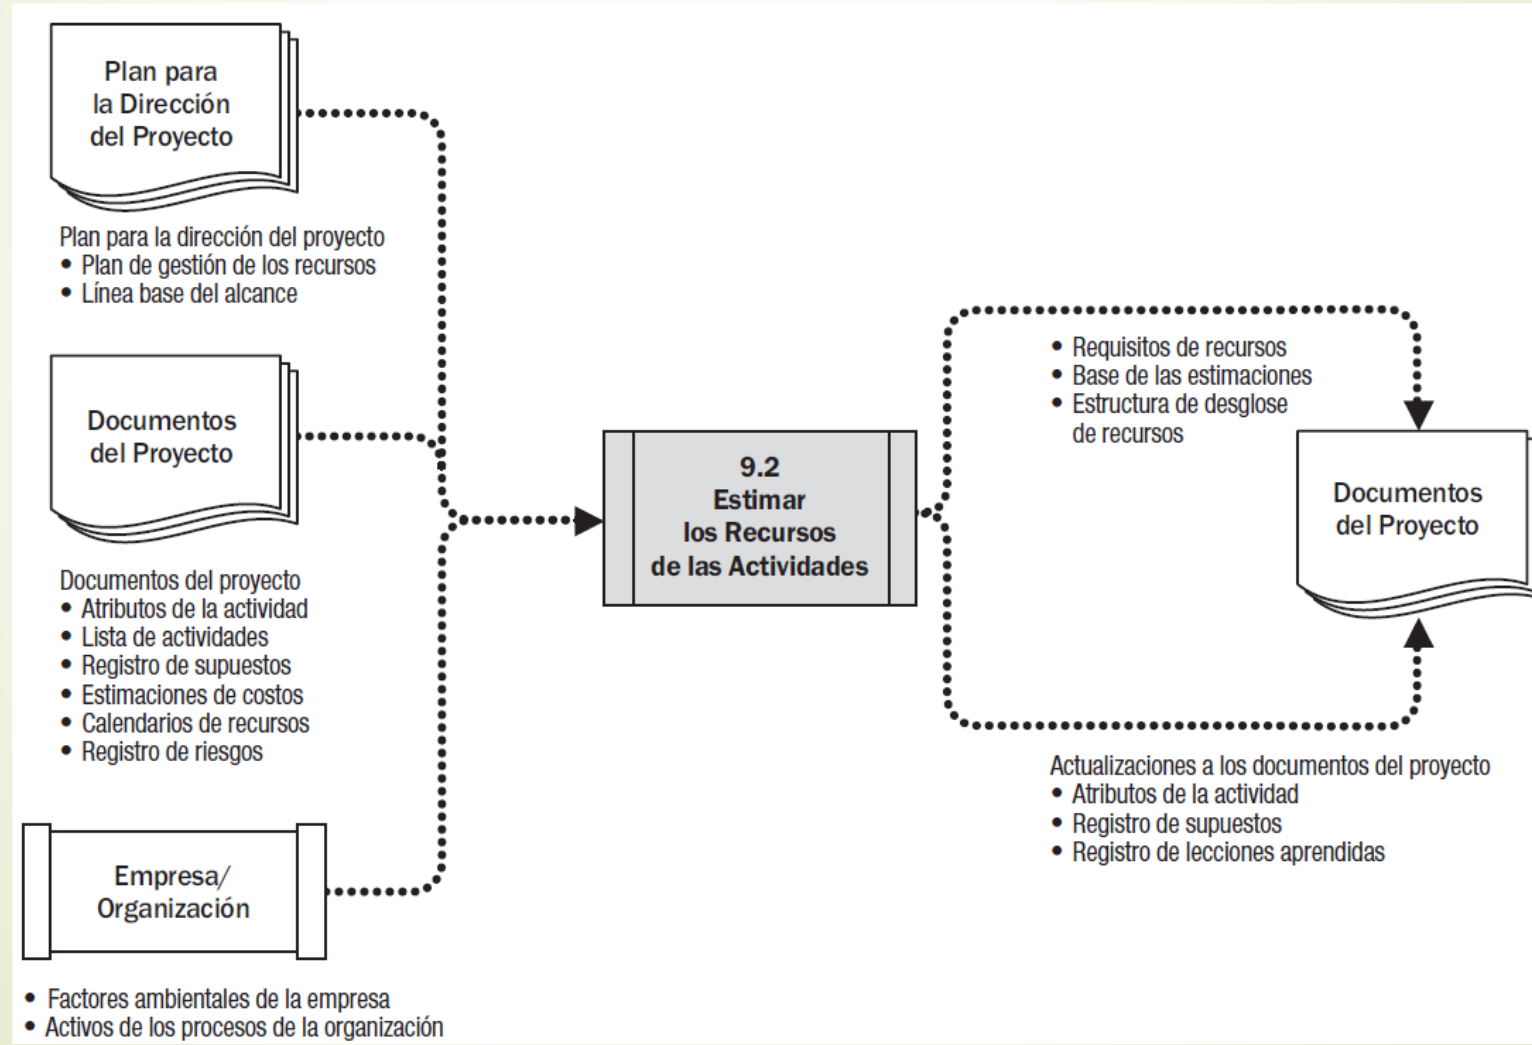 Plan para
la Dirección
del Proyecto
Plan para la dirección del proyecto
• Plan de gestión de los recursos
• Línea base del alcance
Documentos
del Proyecto
Documentos del proyecto
• Atributos de la actividad
• Lista de actividades
• Registro de supuestos
• Estimaciones de costos
• Calendarios de recursos
• Registro de riesgos
Empresa/
Organización
• Factores ambientales de la empresa
• Activos de los procesos de la organización
9.2
Estimar
los Recursos
de las Actividades
• Requisitos de recursos
• Base de las estimaciones
• Estructura de desglose
de recursos
Documentos
del Proyecto
Actualizaciones a los documentos del proyecto
• Atributos de la actividad
• Registro de supuestos
• Registro de lecciones aprendidas